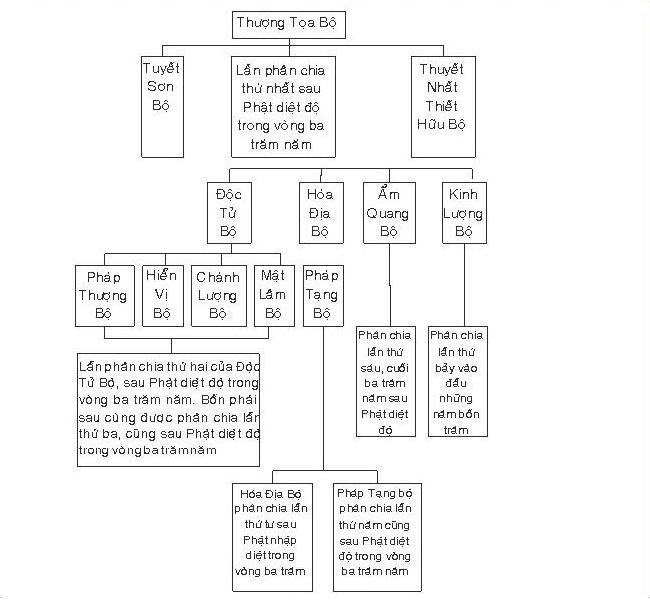 Thượng Tọa Bộ
Tuyết
Sơn
Bộ
Lần phân chia
thứ nhất sau
Phật diệt độ
trong vòng ba
trăm năm
Thuyết
Nhất
Thiết
Hữu Bộ
Độc
Tử
Bộ
Hóa
Địa
Bộ
Ẩm
Quang
Bộ
Kinh
Lượng
Bộ
Pháp
Thượng
Bộ
Hiền
Vị
Bộ
Chánh
Lượng
Bộ
Mật
Lâm
Bộ
Pháp
Tạng
Bộ
Lần phân chia thứ hai của Độc
Tử Bộ, sau Phật diệt độ trong
vòng ba trăm năm. Bốn phái
sau cùng được phân chia lần
thứ ba, cũng sau Phật diệt độ
trong vòng ba trăm năm
Phân chia
lần thứ
sáu, cuối
ba trăm
năm sau
Phật diệt
độ
Phân chia
lần thứ
bảy vào
đầu
những
năm bốn
trăm
Hóa Địa Bộ
phân chia lần
thứ tư sau
Phật nhập
diệt trong
vòng ba trăm
Pháp Tạng bộ
phân chia lần
thứ năm cũng
sau Phật diệt
độ trong vòng
ba trăm năm